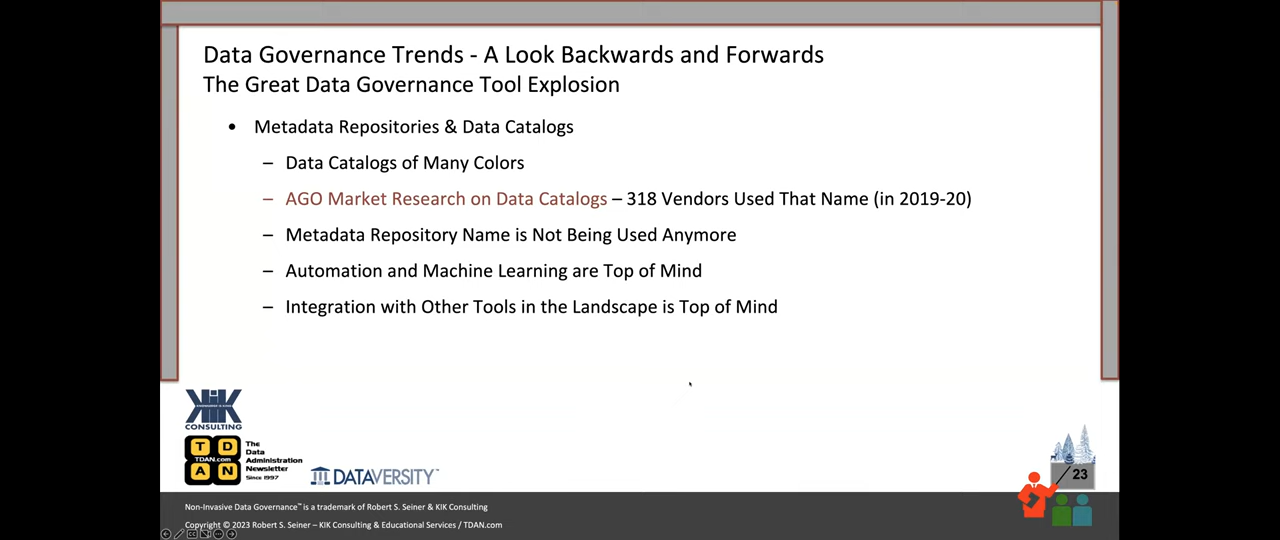 Data Governance Trends - A Look Backwards and Forwards
The Great Data Governance Tool Explosion
• Metadata Repositories & Data Catalogs
– Data Catalogs of Many Colors
– AGO Market Research on Data Catalogs – 318 Vendors Used That Name (in 2019-20)
– Metadata Repository Name is Not Being Used Anymore
– Automation and Machine Learning are Top of Mind
– Integration with Other Tools in the Landscape is Top of Mind
KIK
CONSULTING
T D
TDAN.com
A N
The
Data
Administration
Newsletter
Since 1997
DATAVERSITY
23
Non-Invasive Data Governance™ is a trademark of Robert S. Seiner & KIK Consulting
Copyright © 2023 Robert S. Seiner – KIK Consulting & Educational Services / TDAN.com